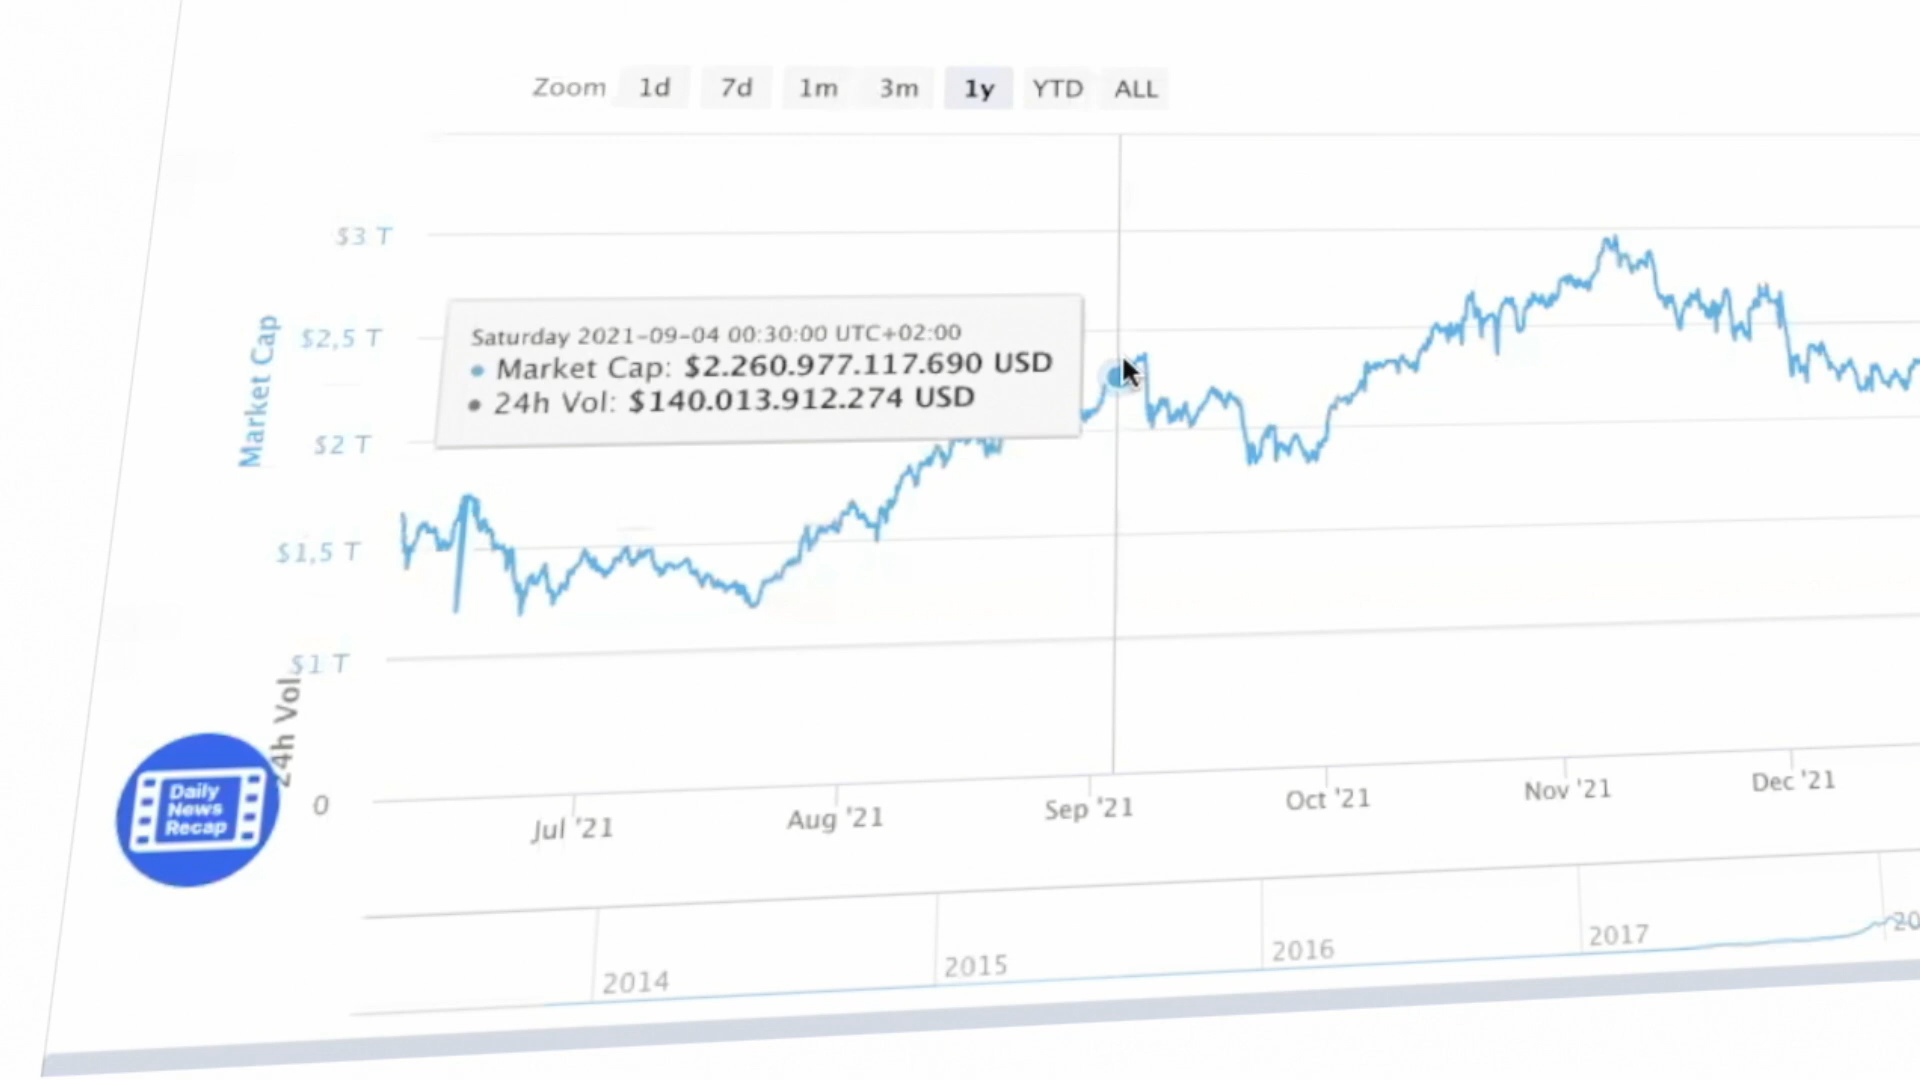 Zoom 1d 7d 1m 3m 1y YTD ALL
$3 T
$2,5 T
$2 T
$1,5 T
$1 T
0
Market Cap
24h Vol
Saturday 2021-09-04 00:30:00 UTC+02:00
Market Cap: $2.260.977.117.690 USD
24h Vol: $140.013.912.274 USD
Jul '21 Aug '21 Sep '21 Oct '21 Nov '21 Dec '21
2014 2015 2016 2017
Daily
News
Recap